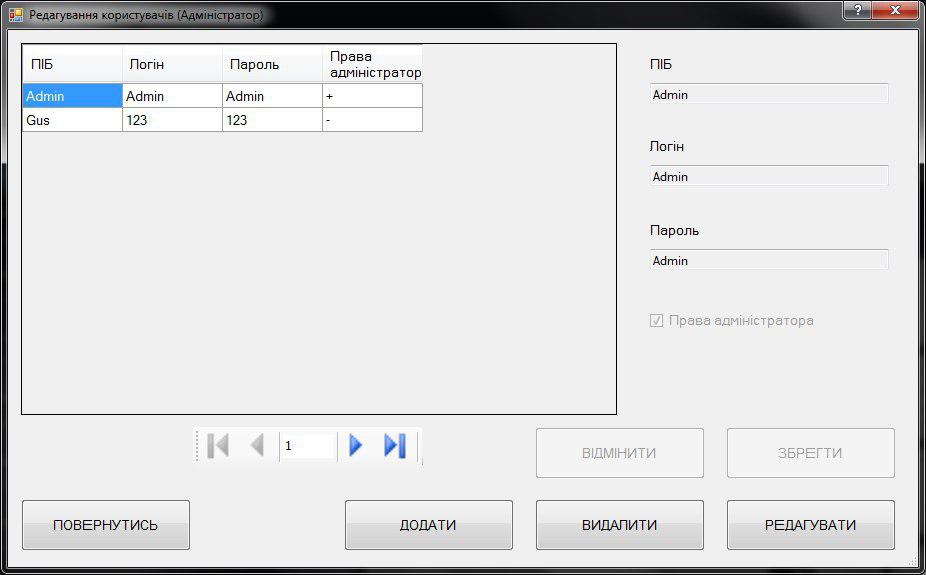 Редагування користувачів (Адміністратор)
ПІБ Логін Пароль Права адміністратор
Admin Admin Admin +
Gus 123 123 -
ПІБ
Admin
Логін
Admin
Пароль
Admin
Права адміністратора
1
ВІДМІНИТИ ЗБРЕГТИ
ПОВЕРНУТИСЬ ДОДАТИ ВИДАЛИТИ РЕДАГУВАТИ